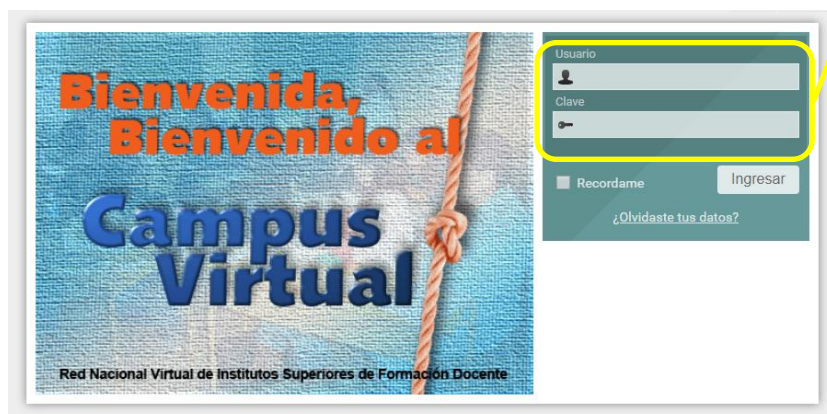 Bienvenida,
Bienvenido al
Campus
Virtual
Red Nacional Virtual de Institutos Superiores de Formación Docente
Usuario
Clave
Recordame
Ingresar
¿Olvidaste tus datos?